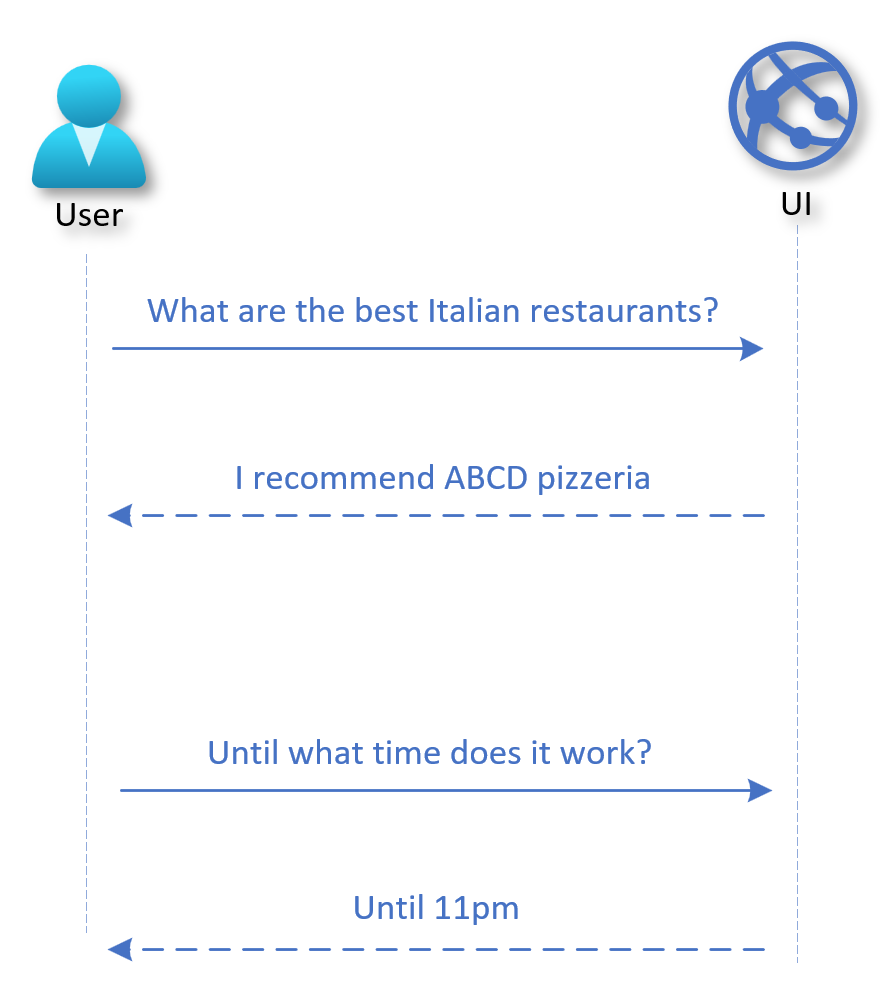 User
UI
What are the best Italian restaurants?
I recommend ABCD pizzeria
Until what time does it work?
Until 11pm